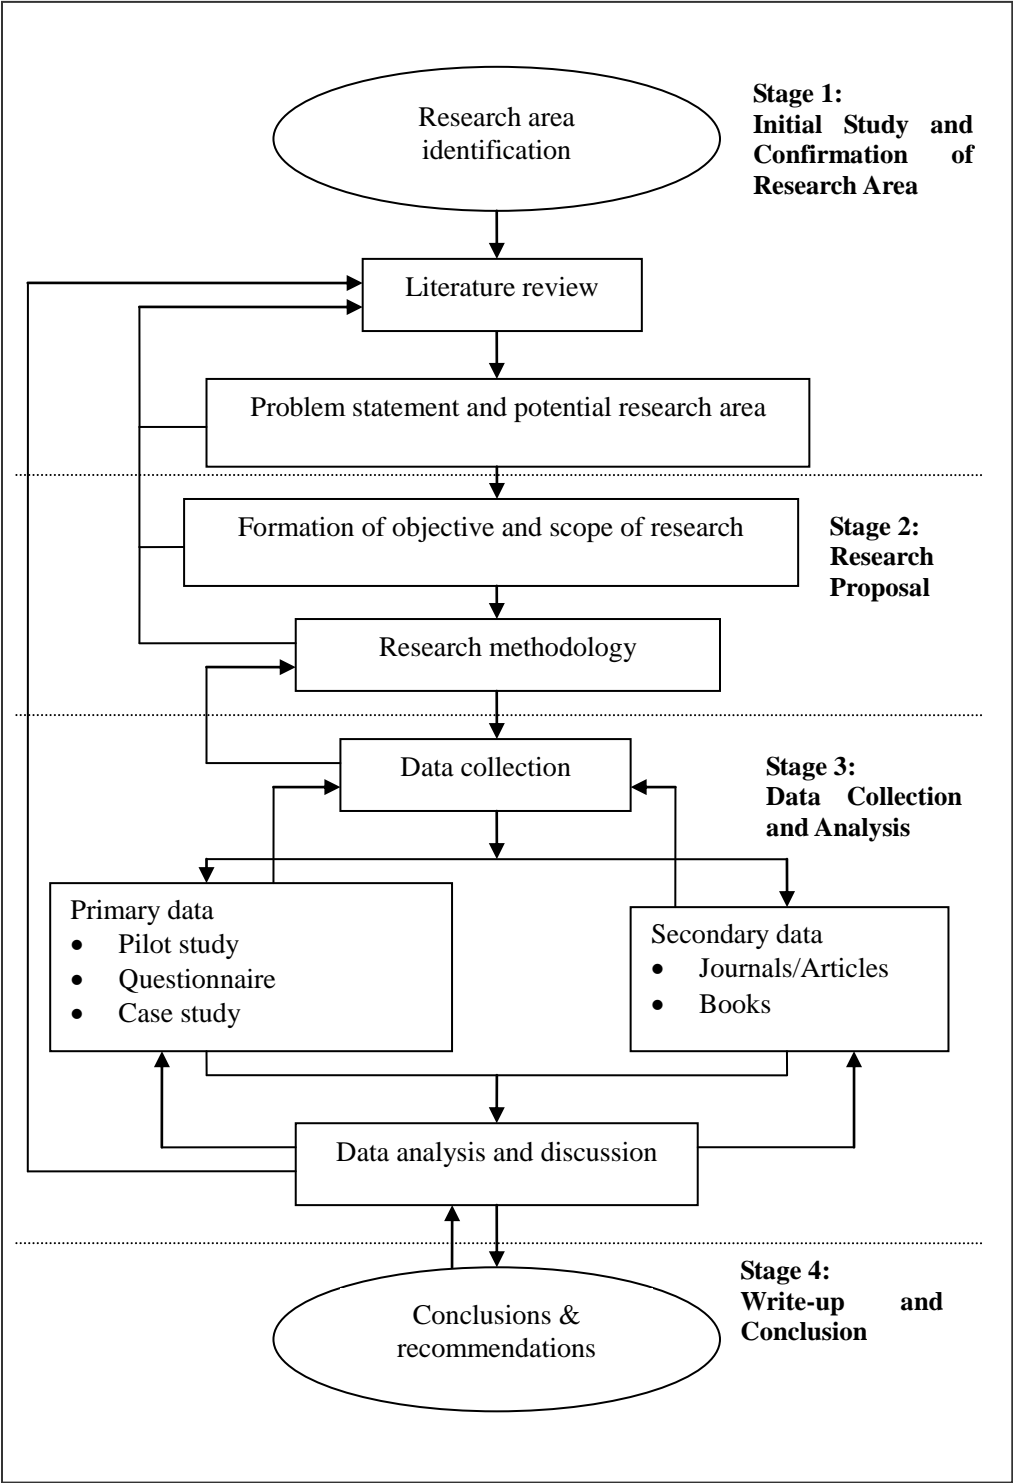 Research area
identification
Stage 1:
Initial Study and
Confirmation of
Research Area
Literature review
Problem statement and potential research area
Formation of objective and scope of research
Stage 2:
Research
Proposal
Research methodology
Data collection
Stage 3:
Data Collection
and Analysis
Primary data
• Pilot study
• Questionnaire
• Case study
Secondary data
• Journals/Articles
• Books
Data analysis and discussion
Stage 4:
Write-up and
Conclusion
Conclusions &
recommendations